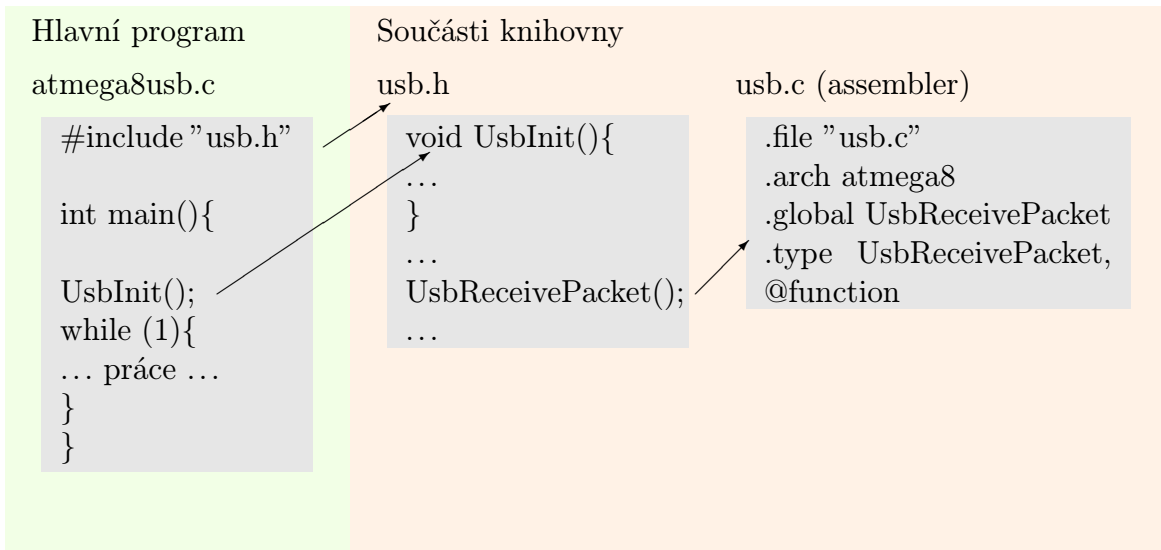 Hlavní program
atmega8usb.c
#include "usb.h"
int main(){
UsbInit();
while (1){
... práce ...
}
}
Součásti knihovny
usb.h
void UsbInit(){
...
}
...
UsbReceivePacket();
...
usb.c (assembler)
.file "usb.c"
.arch atmega8
.global UsbReceivePacket
.type UsbReceivePacket,
@function